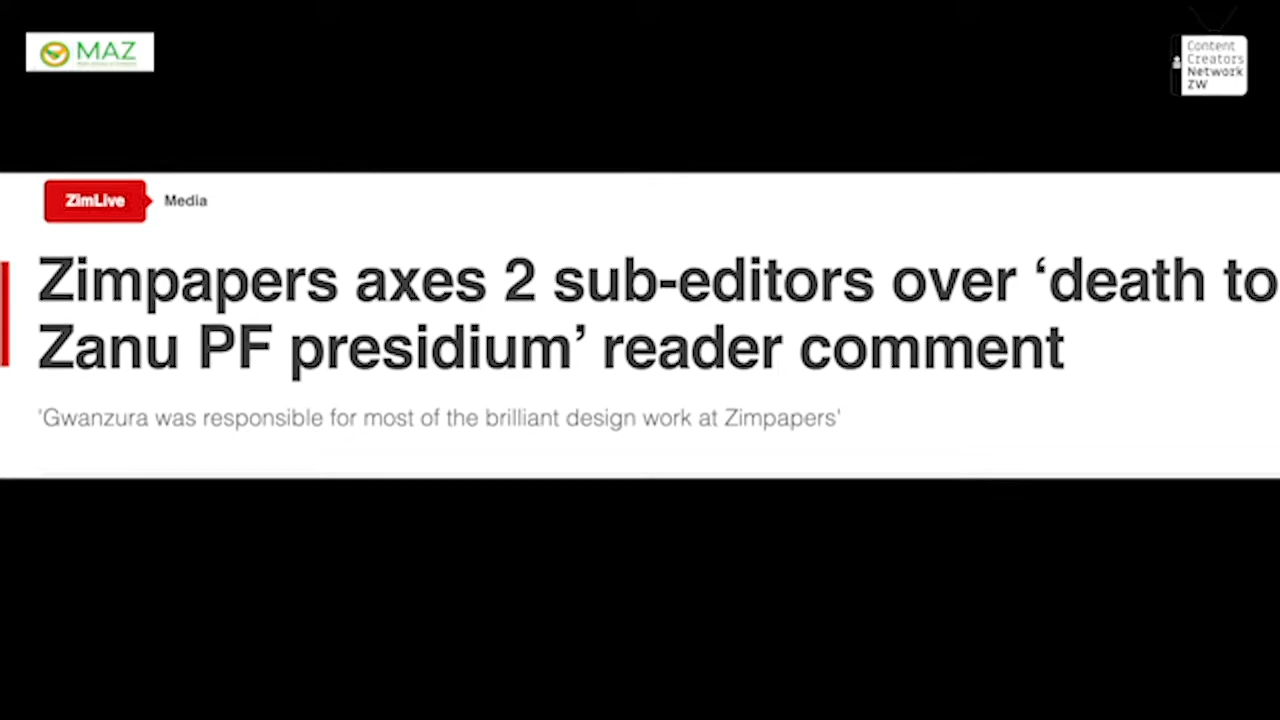 MAZ
Content
Creators
Network
ZW
ZimLive
Media
Zimpapers axes 2 sub-editors over ‘death to
Zanu PF presidium’ reader comment
'Gwanzura was responsible for most of the brilliant design work at Zimpapers'